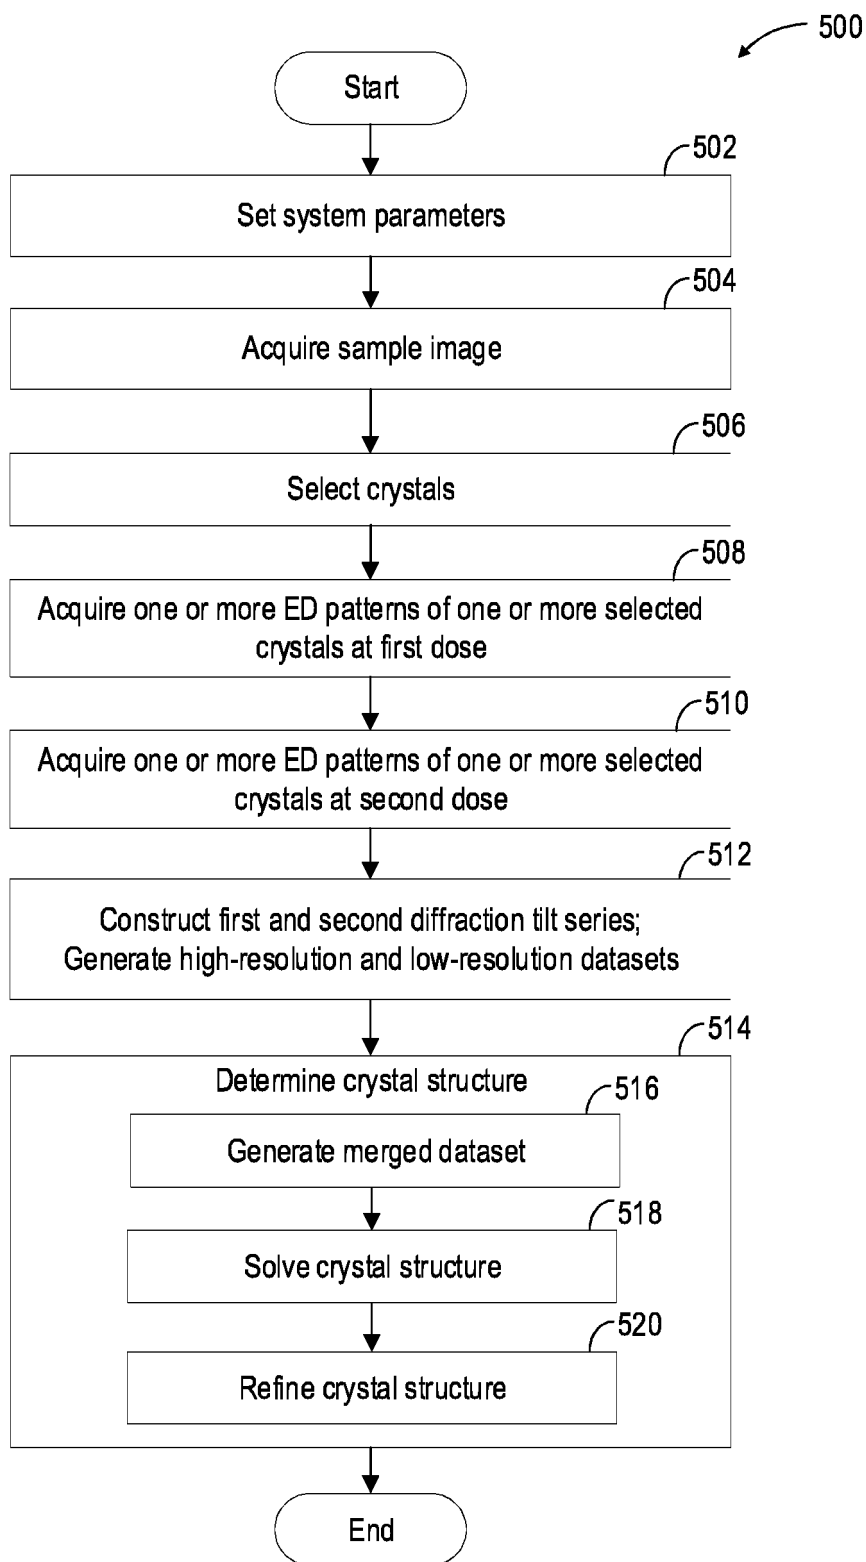 500
Start
502
Set system parameters
504
Acquire sample image
506
Select crystals
508
Acquire one or more ED patterns of one or more selected
crystals at first dose
510
Acquire one or more ED patterns of one or more selected
crystals at second dose
512
Construct first and second diffraction tilt series;
Generate high-resolution and low-resolution datasets
514
Determine crystal structure
516
Generate merged dataset
518
Solve crystal structure
520
Refine crystal structure
End